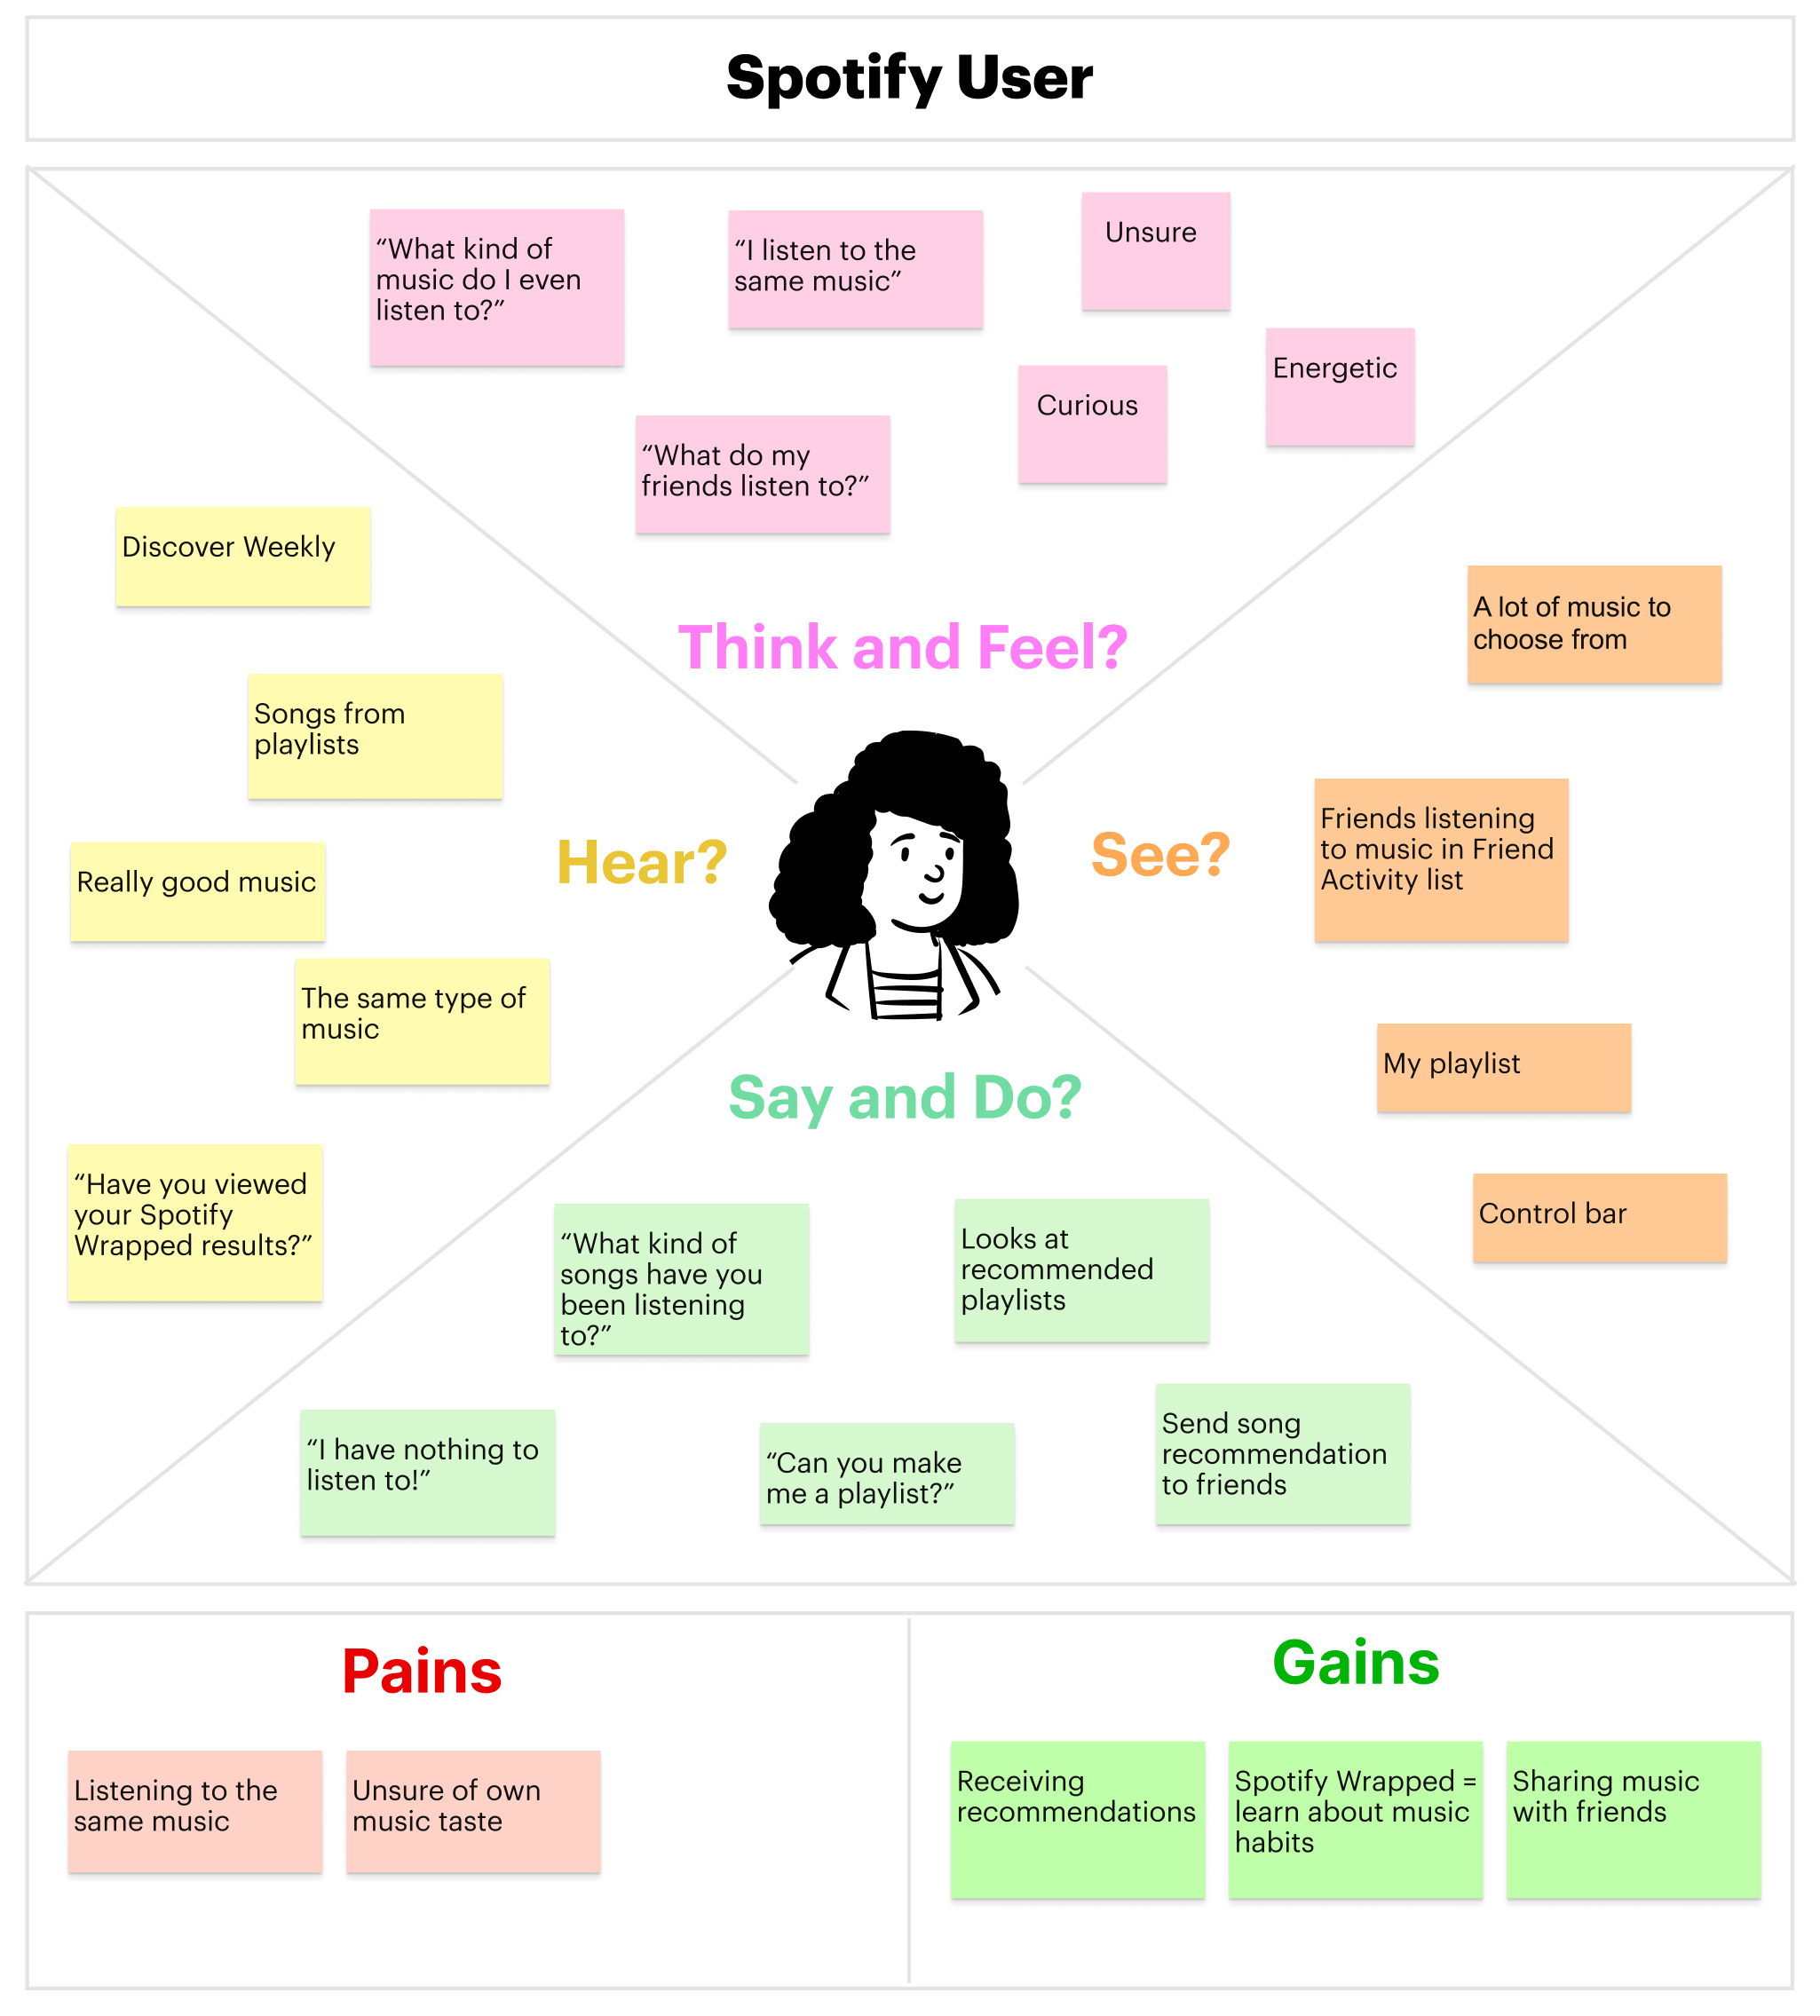 Spotify User
“What kind of
music do I even
listen to?”
“I listen to the
same music”
Unsure
Energetic
Curious
“What do my
friends listen to?”
Think and Feel?
Discover Weekly
Songs from
playlists
Really good music
The same type of
music
“Have you viewed
your Spotify
Wrapped results?”
Hear?
See?
A lot of music to
choose from
Friends listening
to music in Friend
Activity list
My playlist
Control bar
Say and Do?
“What kind of
songs have you
been listening
to?”
Looks at
recommended
playlists
“I have nothing to
listen to!”
“Can you make
me a playlist?”
Send song
recommendation
to friends
Pains
Listening to the
same music
Unsure of own
music taste
Gains
Receiving
recommendations
Spotify Wrapped =
learn about music
habits
Sharing music
with friends